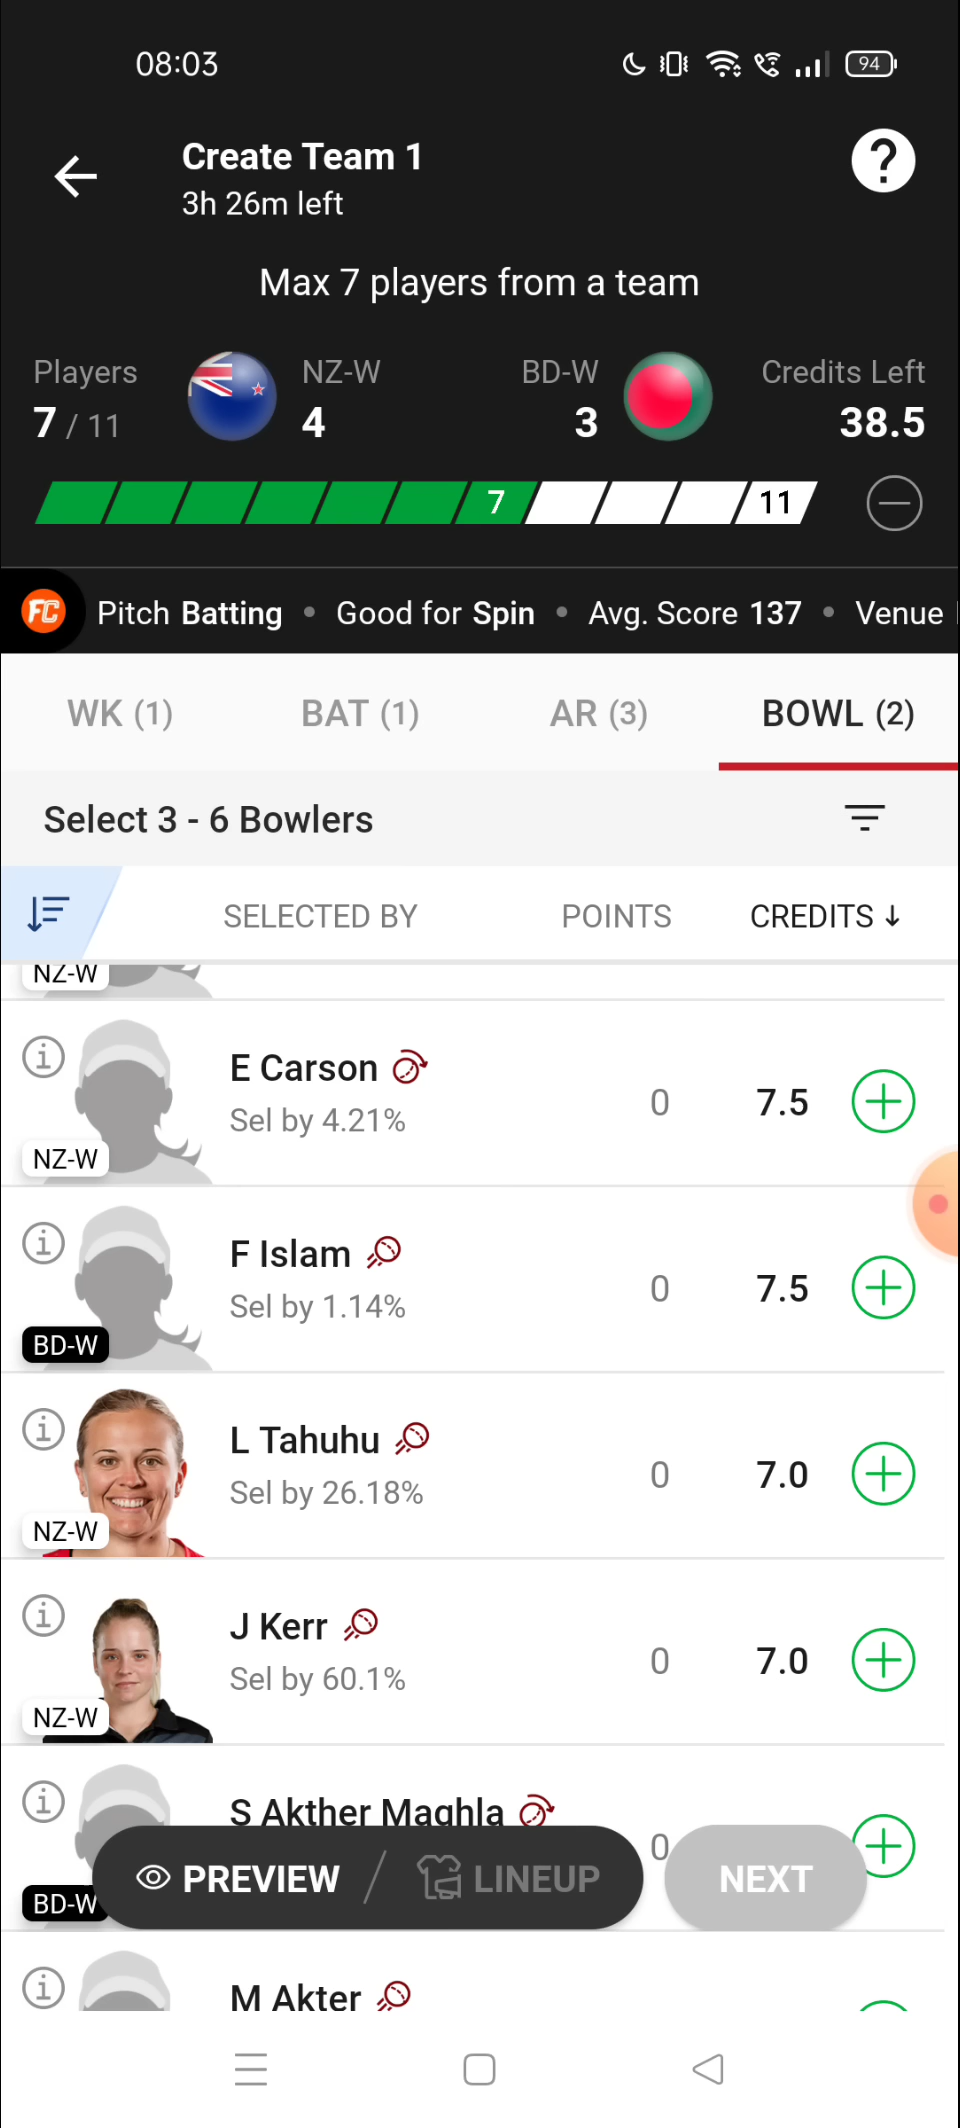 08:03
94
Create Team 1
3h 26m left
?
Max 7 players from a team
Players
7 / 11
NZ-W
4
BD-W
3
Credits Left
38.5
7
11
FC Pitch Batting • Good for Spin • Avg. Score 137 • Venue
WK (1)
BAT (1)
AR (3)
BOWL (2)
Select 3 - 6 Bowlers
SELECTED BY
POINTS
CREDITS ↓
NZ-W
E Carson
Sel by 4.21%
0
7.5
NZ-W
F Islam
Sel by 1.14%
0
7.5
BD-W
L Tahuhu
Sel by 26.18%
0
7.0
NZ-W
J Kerr
Sel by 60.1%
0
7.0
NZ-W
S Akther Maghla
0
BD-W
PREVIEW / LINEUP
NEXT
M Akter